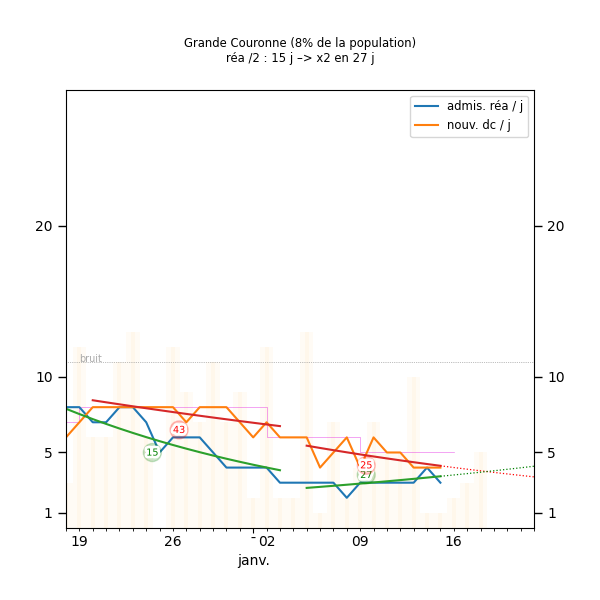 Grande Couronne (8% de la population)
réa /2 : 15 j –> x2 en 27 j
admis. réa / j
nouv. dc / j
20
20
bruit
10
10
43
15
5
5
25
27
1
1
19
26
02
09
16
janv.